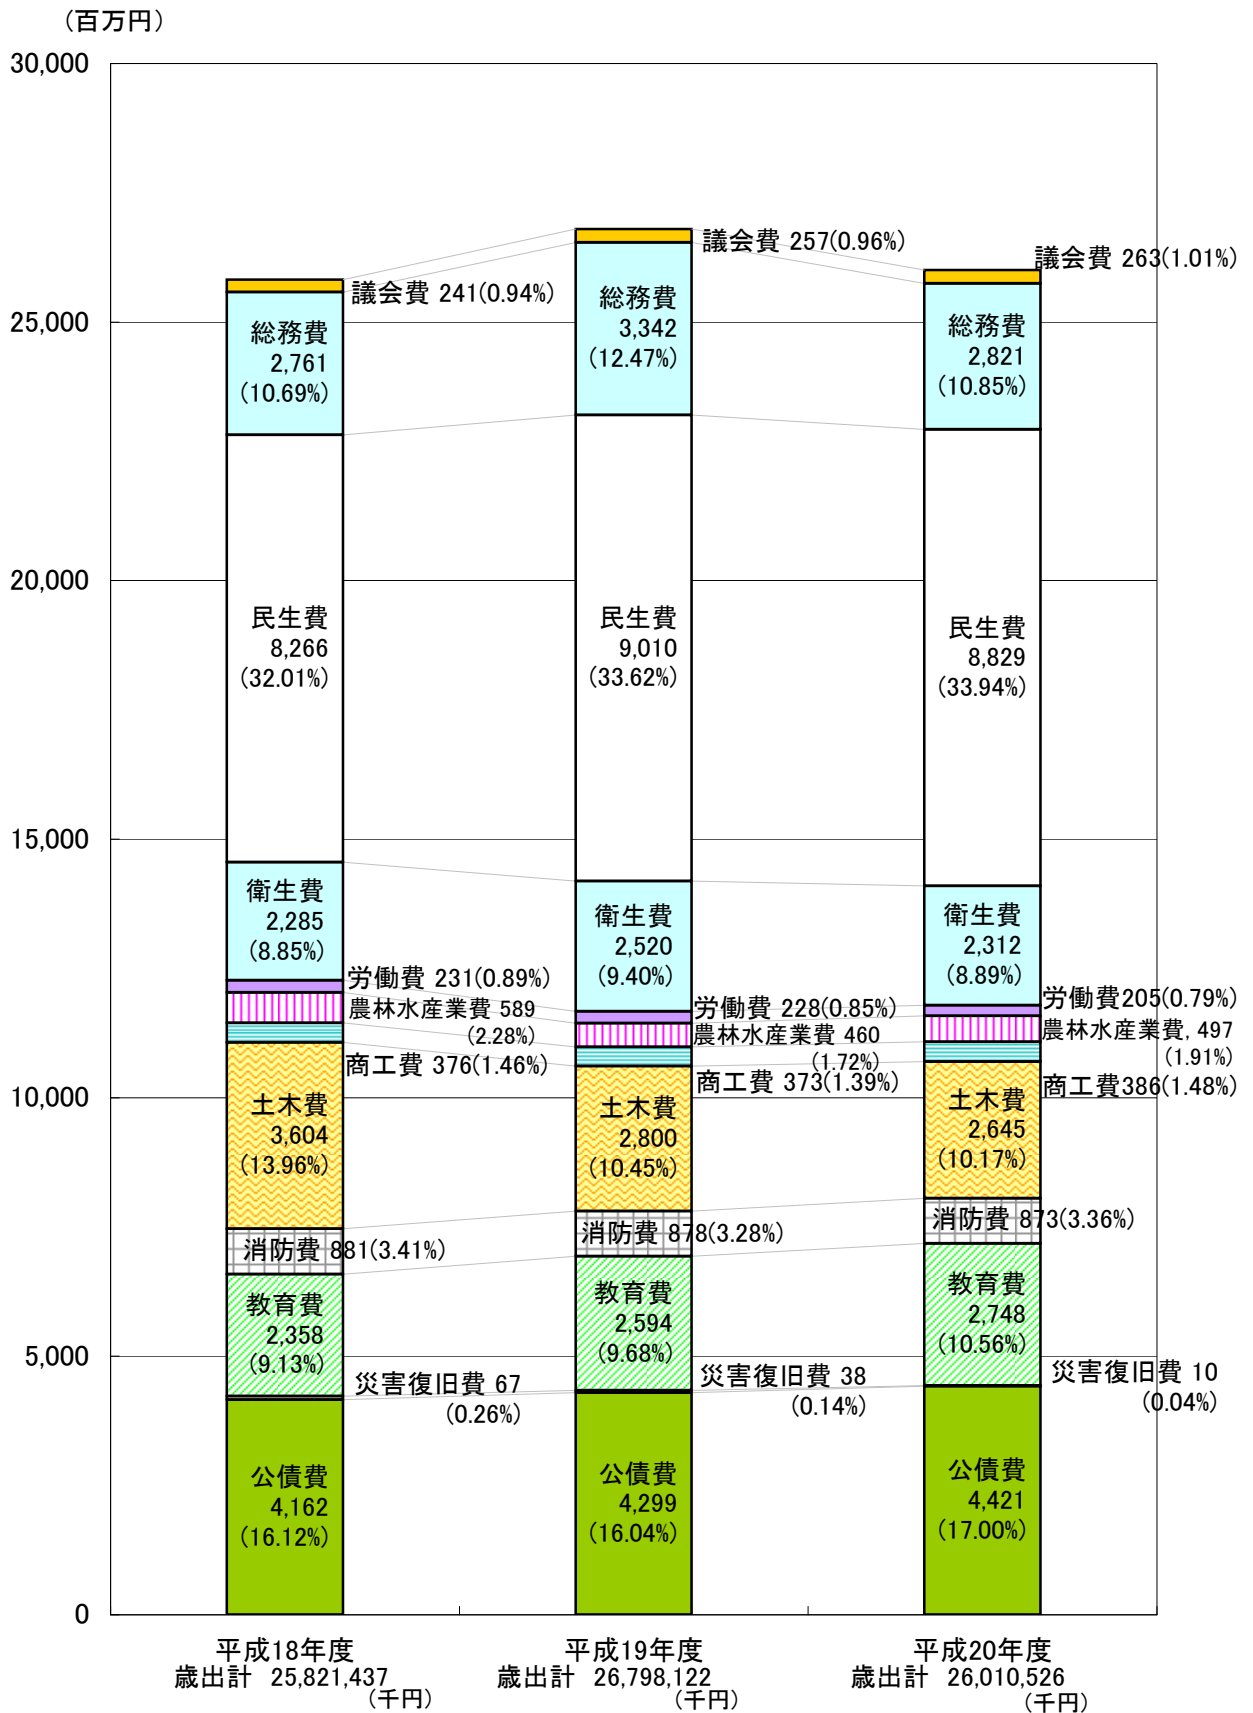 （百万円）
30,000
25,000
20,000
15,000
10,000
5,000
0
議会費 241(0.94%)
総務費
2,761
(10.69%)
民生費
8,266
(32.01%)
衛生費
2,285
(8.85%)
労働費 231(0.89%)
農林水産業費 589
(2.28%)
商工費 376(1.46%)
土木費
3,604
(13.96%)
消防費 881(3.41%)
教育費
2,358
(9.13%)
災害復旧費 67
(0.26%)
公債費
4,162
(16.12%)
平成18年度
歳出計 25,821,437
（千円）
議会費 257(0.96%)
総務費
3,342
(12.47%)
民生費
9,010
(33.62%)
衛生費
2,520
(9.40%)
労働費 228(0.85%)
農林水産業費 460
(1.72%)
商工費 373(1.39%)
土木費
2,800
(10.45%)
消防費 878(3.28%)
教育費
2,594
(9.68%)
災害復旧費 38
(0.14%)
公債費
4,299
(16.04%)
平成19年度
歳出計 26,798,122
（千円）
議会費 263(1.01%)
総務費
2,821
(10.85%)
民生費
8,829
(33.94%)
衛生費
2,312
(8.89%)
労働費205(0.79%)
農林水産業費, 497
(1.91%)
商工費386(1.48%)
土木費
2,645
(10.17%)
消防費 873(3.36%)
教育費
2,748
(10.56%)
災害復旧費 10
(0.04%)
公債費
4,421
(17.00%)
平成20年度
歳出計 26,010,526
（千円）